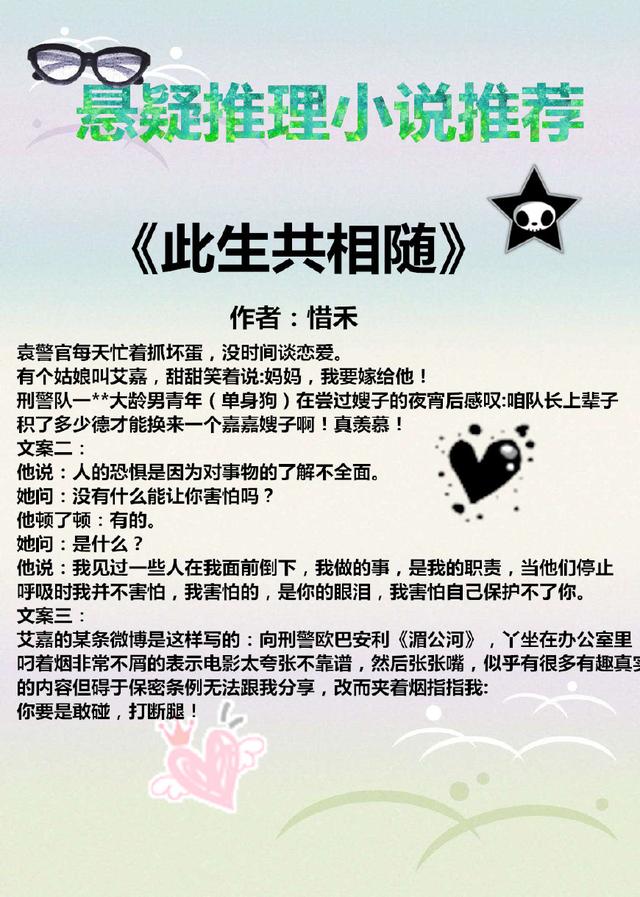 悬疑推理小说推荐
《此生共相随》
作者：惜禾
袁警官每天忙着抓坏蛋，没时间谈恋爱。
有个姑娘叫艾嘉，甜甜笑着说:妈妈，我要嫁给他！
刑警队一**大龄男青年（单身狗）在尝过嫂子的夜宵后感叹:咱队长上辈子
积了多少德才能换来一个嘉嘉嫂子啊！真羡慕！
文案二：
他说：人的恐惧是因为对事物的了解不全面。
她问：没有什么能让你害怕吗？
他顿了顿：有的。
她问：是什么？
他说：我见过一些人在我面前倒下，我做的事，是我的职责，当他们停止
呼吸时我并不害怕，我害怕的，是你的眼泪，我害怕自己保护不了你。
文案三：
艾嘉的某条微博是这样写的：向刑警欧巴安利《湄公河》，丫坐在办公室里
叼着烟非常不屑的表示电影太夸张不靠谱，然后张张嘴，似乎有很多有趣真实
的内容但碍于保密条例无法跟我分享，改而夹着烟指指我:
你要是敢碰，打断腿！